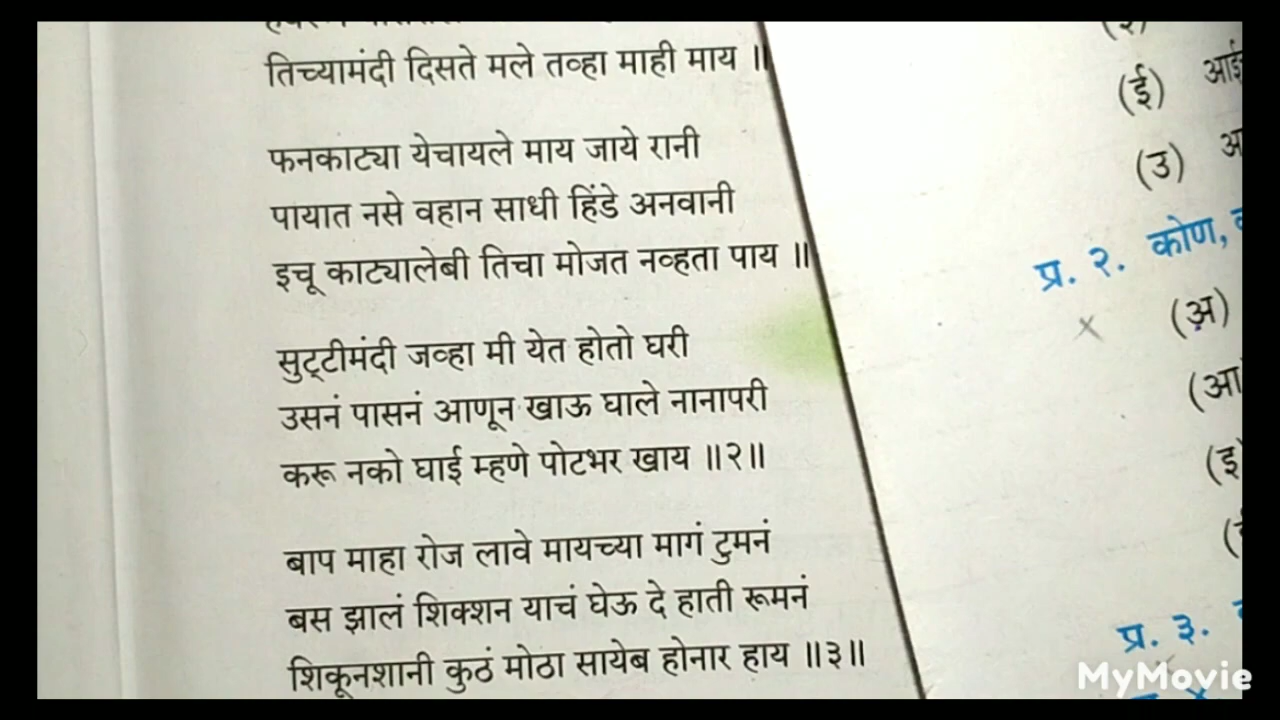 तिच्यामंदी दिसते मले तव्हा माही माय ॥
फनकाट्या येचायले माय जाये रानी
पायात नसे वहान साधी हिंडे अनवानी
इचू काट्यालेबी तिचा मोजत नव्हता पाय ॥
सुट्टीमंदी जव्हा मी येत होतो घरी
उसनं पासनं आणून खाऊ घाले नानापरी
करू नको घाई म्हणे पोटभर खाय ॥२॥
बाप माहा रोज लावे मायच्या मागं टुमनं
बस झालं शिक्शन याचं घेऊ दे हाती रूमनं
शिकूनशानी कुठं मोठा सायेब होनार हाय ॥३॥
(ई)
(उ)
प्र. २. कोण,
(अ)
(आ
(इ)
प्र. ३.
MyMovie